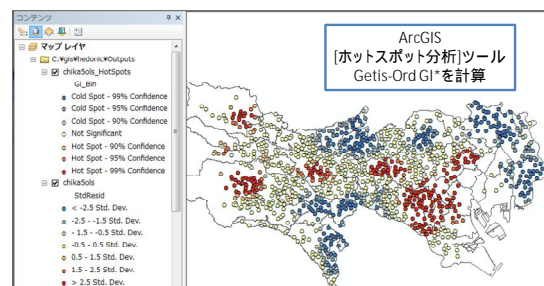 コンテンツ
マップ レイヤ
C:¥gis¥hedonic¥Outputs
chika5ols_HotSpots
Gi_Bin
Cold Spot - 99% Confidence
Cold Spot - 95% Confidence
Cold Spot - 90% Confidence
Not Significant
Hot Spot - 90% Confidence
Hot Spot - 95% Confidence
Hot Spot - 99% Confidence
chika5ols
StdResid
< -2.5 Std. Dev.
-2.5 - -1.5 Std. Dev.
-1.5 - -0.5 Std. Dev.
-0.5 - 0.5 Std. Dev.
0.5 - 1.5 Std. Dev.
1.5 - 2.5 Std. Dev.
> 2.5 Std. Dev.
ArcGIS
[ホットスポット分析]ツール
Getis-Ord GI*を計算